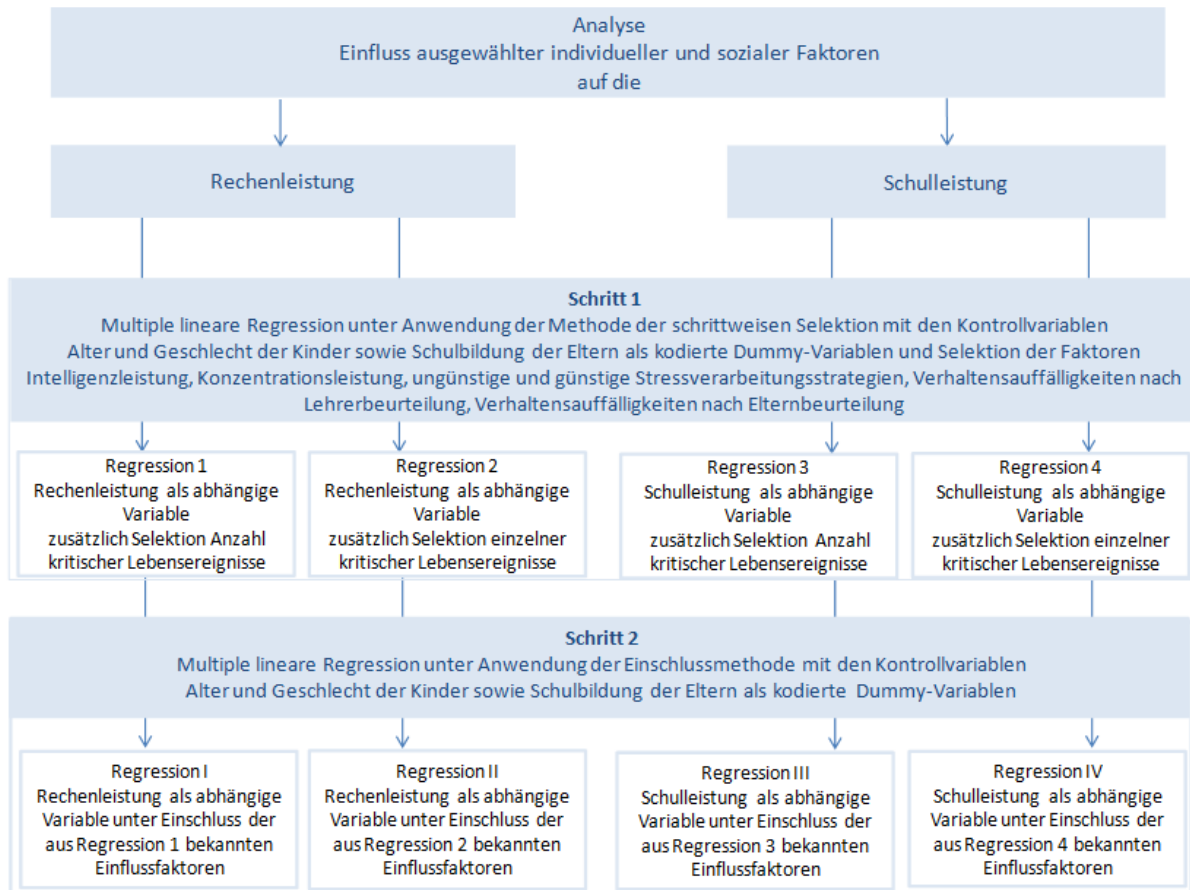 Analyse
Einfluss ausgewählter individueller und sozialer Faktoren
auf die
Rechenleistung
Schulleistung
Schritt 1
Multiple lineare Regression unter Anwendung der Methode der schrittweisen Selektion mit den Kontrollvariablen
Alter und Geschlecht der Kinder sowie Schulbildung der Eltern als kodierte Dummy-Variablen und Selektion der Faktoren
Intelligenzleistung, Konzentrationsleistung, ungünstige und günstige Stressverarbeitungsstrategien, Verhaltensauffälligkeiten nach
Lehrerbeurteilung, Verhaltensauffälligkeiten nach Elternbeurteilung
Regression 1
Rechenleistung als abhängige
Variable
zusätzlich Selektion Anzahl
kritischer Lebensereignisse
Regression 2
Rechenleistung als abhängige
Variable
zusätzlich Selektion einzelner
kritischer Lebensereignisse
Regression 3
Schulleistung als abhängige
Variable
zusätzlich Selektion Anzahl
kritischer Lebensereignisse
Regression 4
Schulleistung als abhängige
Variable
zusätzlich Selektion einzelner
kritischer Lebensereignisse
Schritt 2
Multiple lineare Regression unter Anwendung der Einschlussmethode mit den Kontrollvariablen
Alter und Geschlecht der Kinder sowie Schulbildung der Eltern als kodierte Dummy-Variablen
Regression I
Rechenleistung als abhängige
Variable unter Einschluss der
aus Regression 1 bekannten
Einflussfaktoren
Regression II
Rechenleistung als abhängige
Variable unter Einschluss der
aus Regression 2 bekannten
Einflussfaktoren
Regression III
Schulleistung als abhängige
Variable unter Einschluss der
aus Regression 3 bekannten
Einflussfaktoren
Regression IV
Schulleistung als abhängige
Variable unter Einschluss der
aus Regression 4 bekannten
Einflussfaktoren